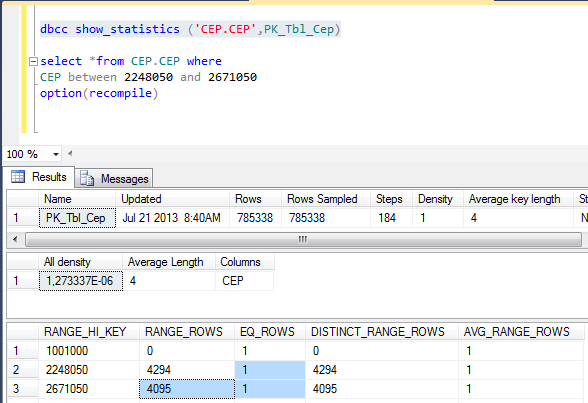 dbcc show_statistics ('CEP.CEP',PK_Tbl_Cep)
select *from CEP.CEP where
CEP between 2248050 and 2671050
option(recompile)
100 %
Results Messages
Name Updated Rows Rows Sampled Steps Density Average key length St
1 PK_Tbl_Cep Jul 21 2013 8:40AM 785338 785338 184 1 4 N
All density Average Length Columns
1 1,273337E-06 4 CEP
RANGE_HI_KEY RANGE_ROWS EQ_ROWS DISTINCT_RANGE_ROWS AVG_RANGE_ROWS
1 1001000 0 1 0 1
2 2248050 4294 1 4294 1
3 2671050 4095 1 4095 1